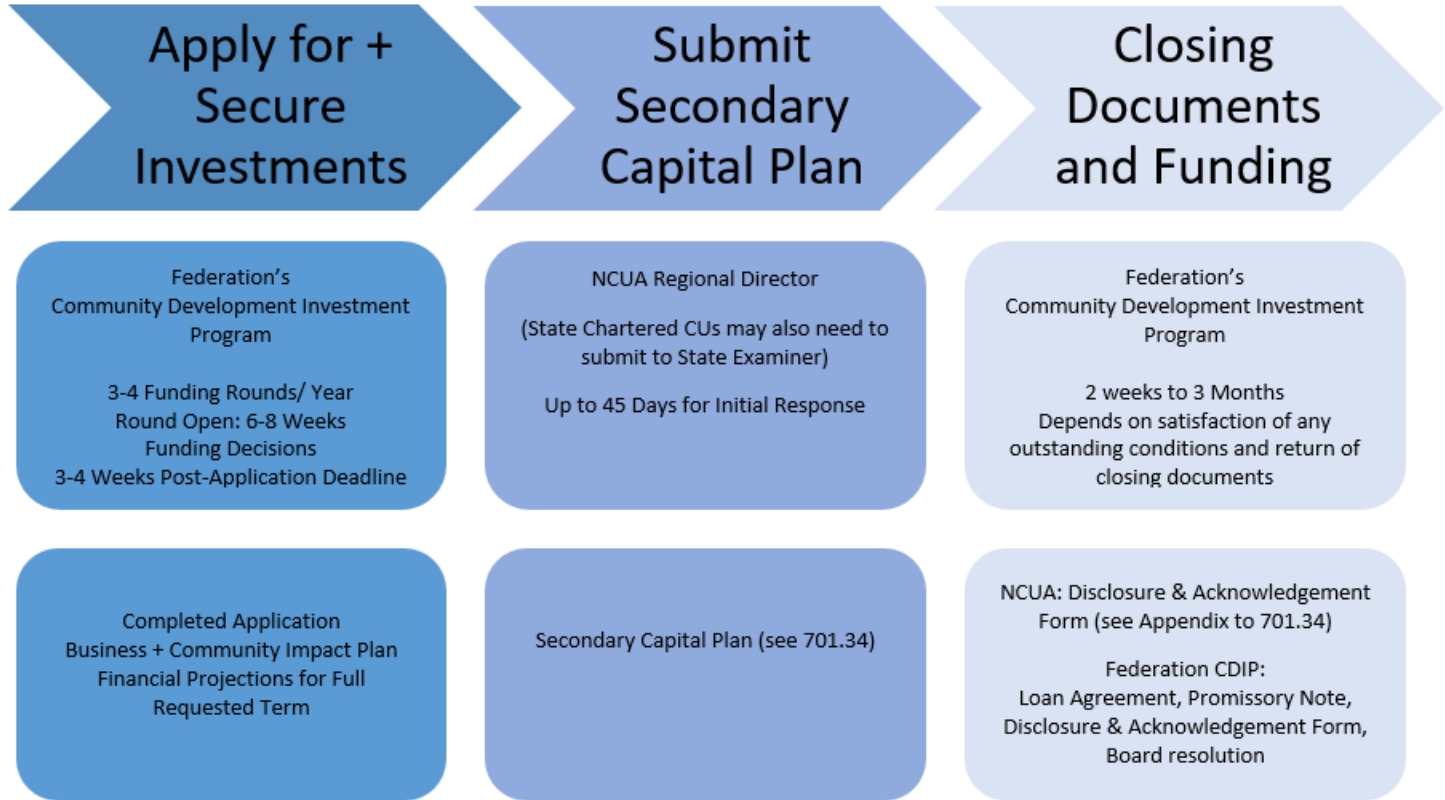 Apply for +
Secure
Investments
Submit
Secondary
Capital Plan
Closing
Documents
and Funding
Federation's
Community Development Investment
Program
3-4 Funding Rounds/ Year
Round Open: 6-8 Weeks
Funding Decisions
3-4 Weeks Post-Application Deadline
NCUA Regional Director
(State Chartered CUs may also need to
submit to State Examiner)
Up to 45 Days for Initial Response
Federation's
Community Development Investment
Program
2 weeks to 3 Months
Depends on satisfaction of any
outstanding conditions and return of
closing documents
Completed Application
Business + Community Impact Plan
Financial Projections for Full
Requested Term
Secondary Capital Plan (see 701.34)
NCUA: Disclosure & Acknowledgement
Form (see Appendix to 701.34)
Federation CDIP:
Loan Agreement, Promissory Note,
Disclosure & Acknowledgement Form,
Board resolution